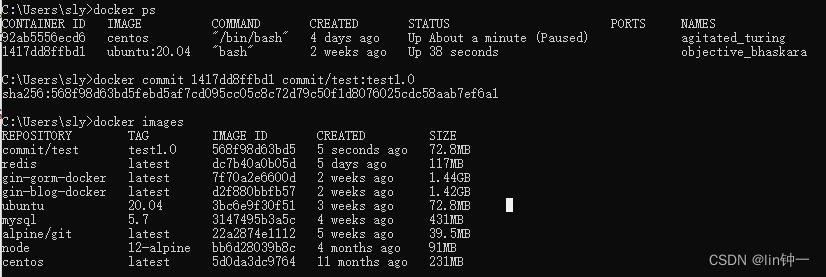 C:\Users\sly>docker ps
CONTAINER ID   IMAGE          COMMAND       CREATED       STATUS                       PORTS     NAMES
92ab5556ecd6   centos         "/bin/bash"   4 days ago    Up About a minute (Paused)             agitated_turing
1417dd8ffbd1   ubuntu:20.04   "bash"        2 weeks ago   Up 38 seconds                          objective_bhaskara
C:\Users\sly>docker commit 1417dd8ffbd1 commit/test:test1.0
sha256:568f98d63bd5febd5af7cd095cc05c8c72d79c50f1d8076025cdc58aab7ef6a1
C:\Users\sly>docker images
REPOSITORY        TAG         IMAGE ID       CREATED         SIZE
commit/test       test1.0     568f98d63bd5   5 seconds ago   72.8MB
redis             latest      dc7b40a0b05d   5 days ago      117MB
gin-gorm-docker   latest      7f70a2e6600d   2 weeks ago     1.44GB
gin-blog-docker   latest      d2f880bbfb57   2 weeks ago     1.42GB
ubuntu            20.04       3bc6e9f30f51   3 weeks ago     72.8MB
mysql             5.7         3147495b3a5c   4 weeks ago     431MB
alpine/git        latest      22a2874e1112   5 weeks ago     39.5MB
node              12-alpine   bb6d28039b8c   4 months ago    91MB
centos            latest      5d0da3dc9764   11 months ago   231MB
CSDN @lin钟一